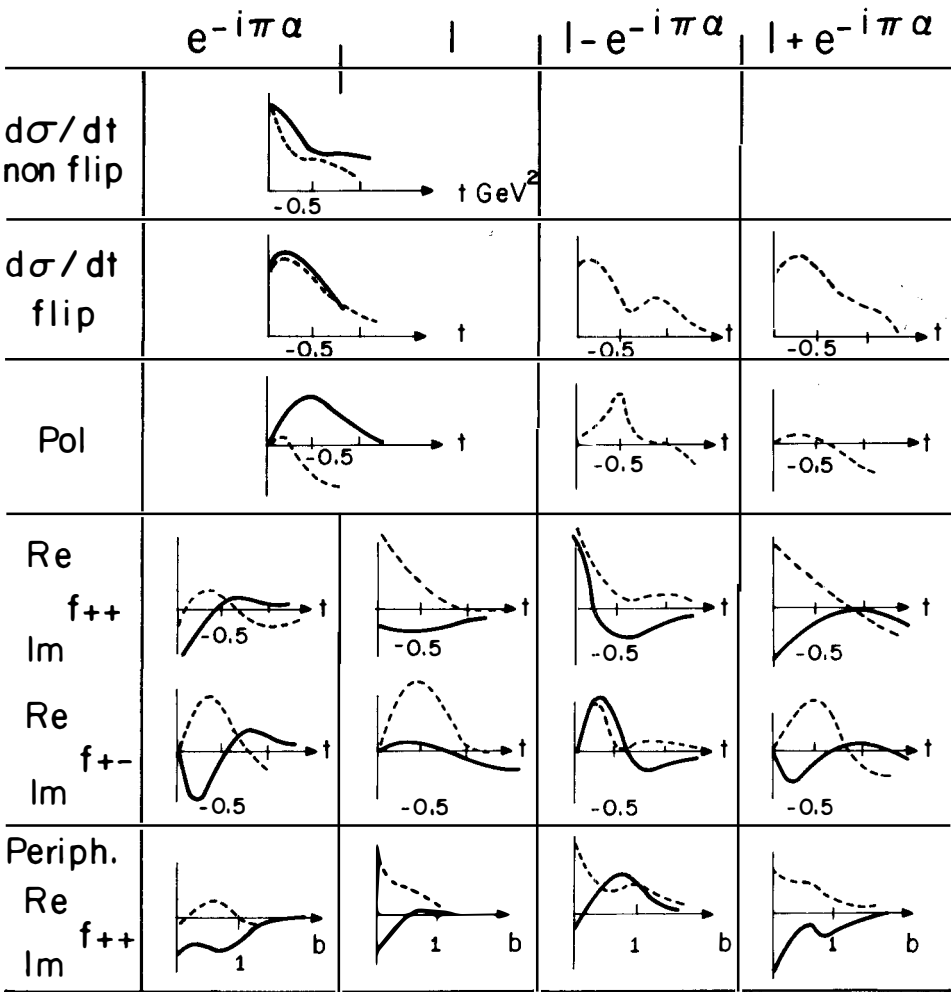 e^{-iπα} 1 1-e^{-iπα} 1+e^{-iπα}
dσ/dt
non flip
-0.5 t GeV²
dσ/dt
flip
-0.5 t -0.5 t -0.5 t
Pol
-0.5 t -0.5 t -0.5 t
Re
f++
Im
-0.5 t -0.5 t -0.5 t -0.5 t
Re
f+-
Im
-0.5 t -0.5 t -0.5 t -0.5 t
Periph.
Re
f++
Im
1 b 1 b 1 b 1 b